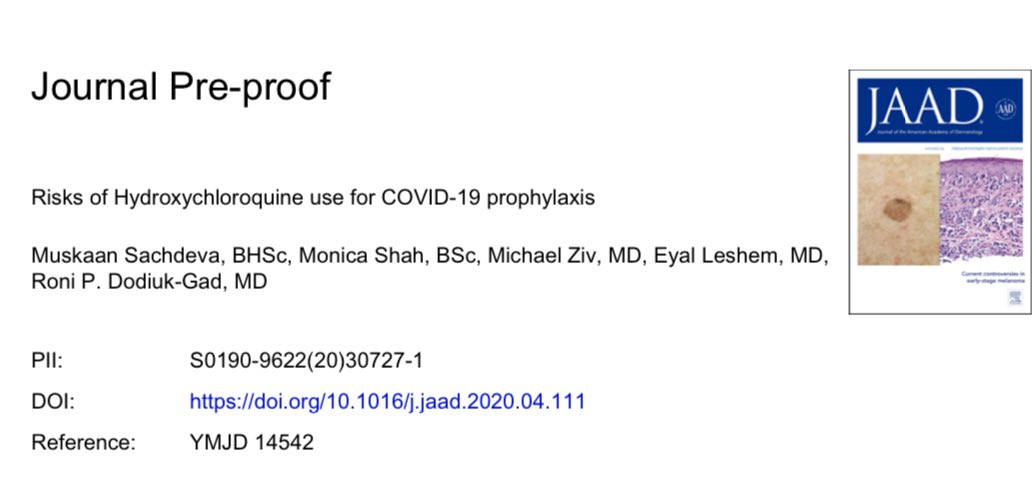 Journal Pre-proof
JAAD
AAD
Journal of the American Academy of Dermatology
Risks of Hydroxychloroquine use for COVID-19 prophylaxis
Muskaan Sachdeva, BHSc, Monica Shah, BSc, Michael Ziv, MD, Eyal Leshem, MD,
Roni P. Dodiuk-Gad, MD
Current controversies in
early-stage melanoma
PII: S0190-9622(20)30727-1
DOI: https://doi.org/10.1016/j.jaad.2020.04.111
Reference: YMJD 14542